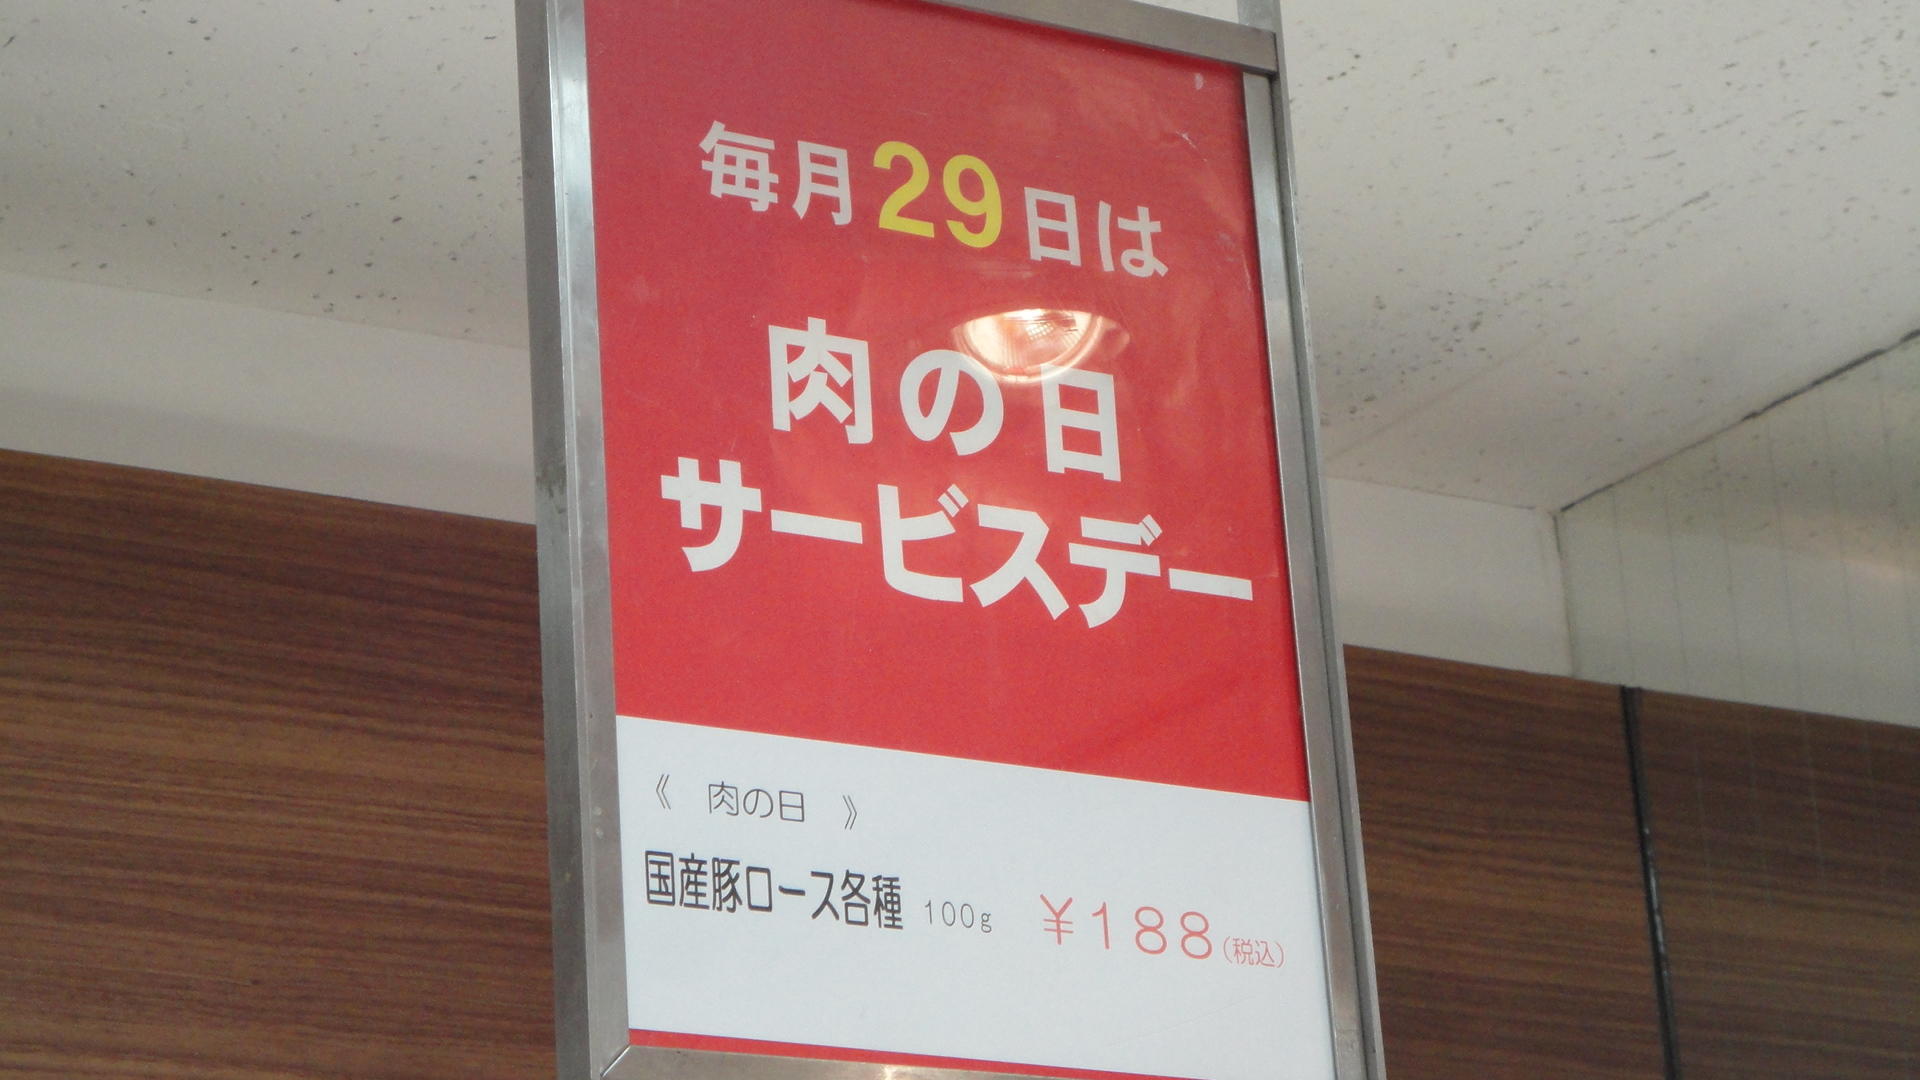 毎月29日は
肉の日
サービスデー
《　肉の日　》
国産豚ロース各種 100g ¥188(税込)